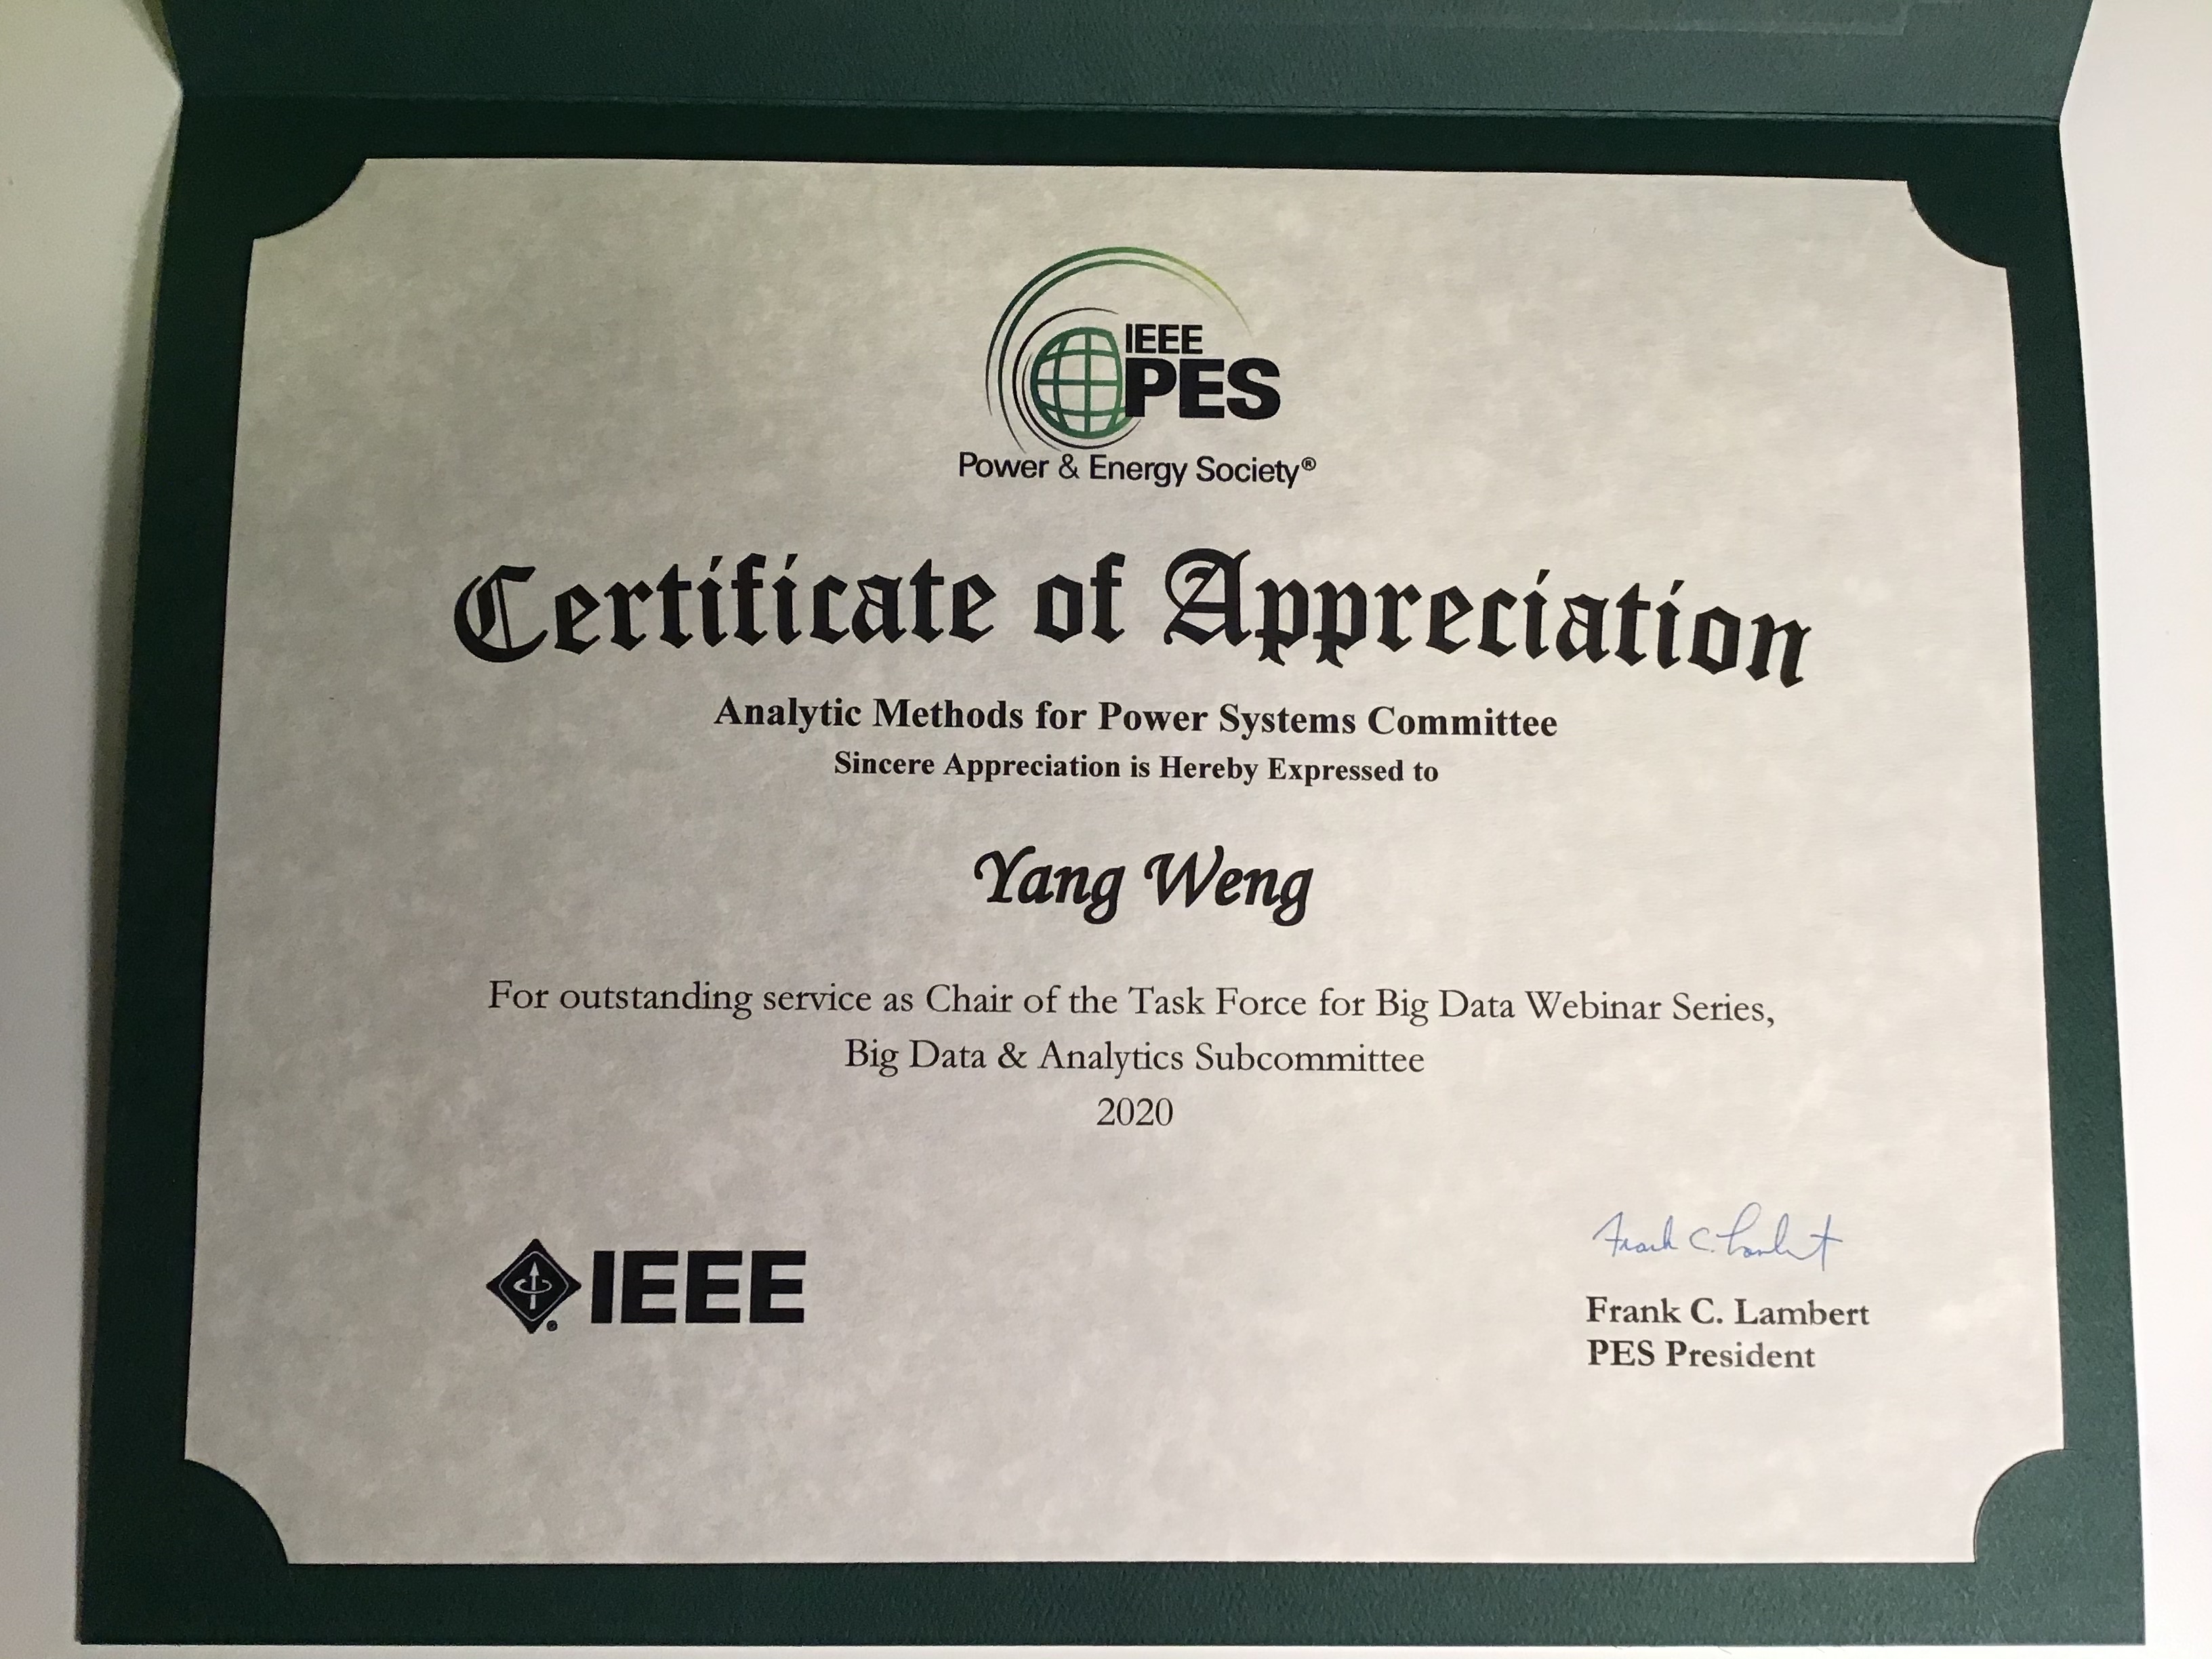 IEEE
PES
Power & Energy Society®
Certificate of Appreciation
Analytic Methods for Power Systems Committee
Sincere Appreciation is Hereby Expressed to
Yang Weng
For outstanding service as Chair of the Task Force for Big Data Webinar Series,
Big Data & Analytics Subcommittee
2020
Frank C. Lambert
IEEE
Frank C. Lambert
PES President